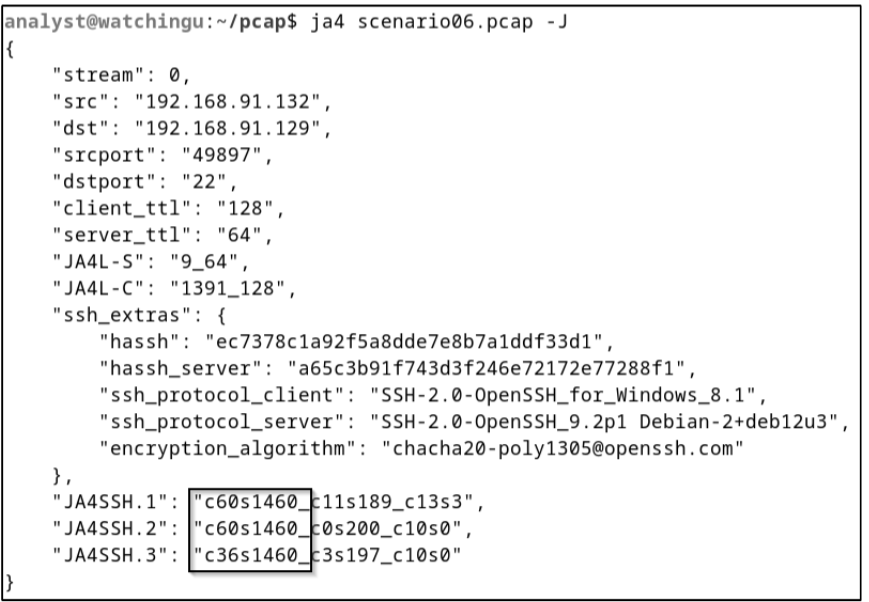 analyst@watchingu:~/pcap$ ja4 scenario06.pcap -J
{
    "stream": 0,
    "src": "192.168.91.132",
    "dst": "192.168.91.129",
    "srcport": "49897",
    "dstport": "22",
    "client_ttl": "128",
    "server_ttl": "64",
    "JA4L-S": "9_64",
    "JA4L-C": "1391_128",
    "ssh_extras": {
        "hassh": "ec7378c1a92f5a8dde7e8b7a1ddf33d1",
        "hassh_server": "a65c3b91f743d3f246e72172e77288f1",
        "ssh_protocol_client": "SSH-2.0-OpenSSH_for_Windows_8.1",
        "ssh_protocol_server": "SSH-2.0-OpenSSH_9.2p1 Debian-2+deb12u3",
        "encryption_algorithm": "chacha20-poly1305@openssh.com"
    },
    "JA4SSH.1": "c60s1460_c11s189_c13s3",
    "JA4SSH.2": "c60s1460_c0s200_c10s0",
    "JA4SSH.3": "c36s1460_c3s197_c10s0"
}